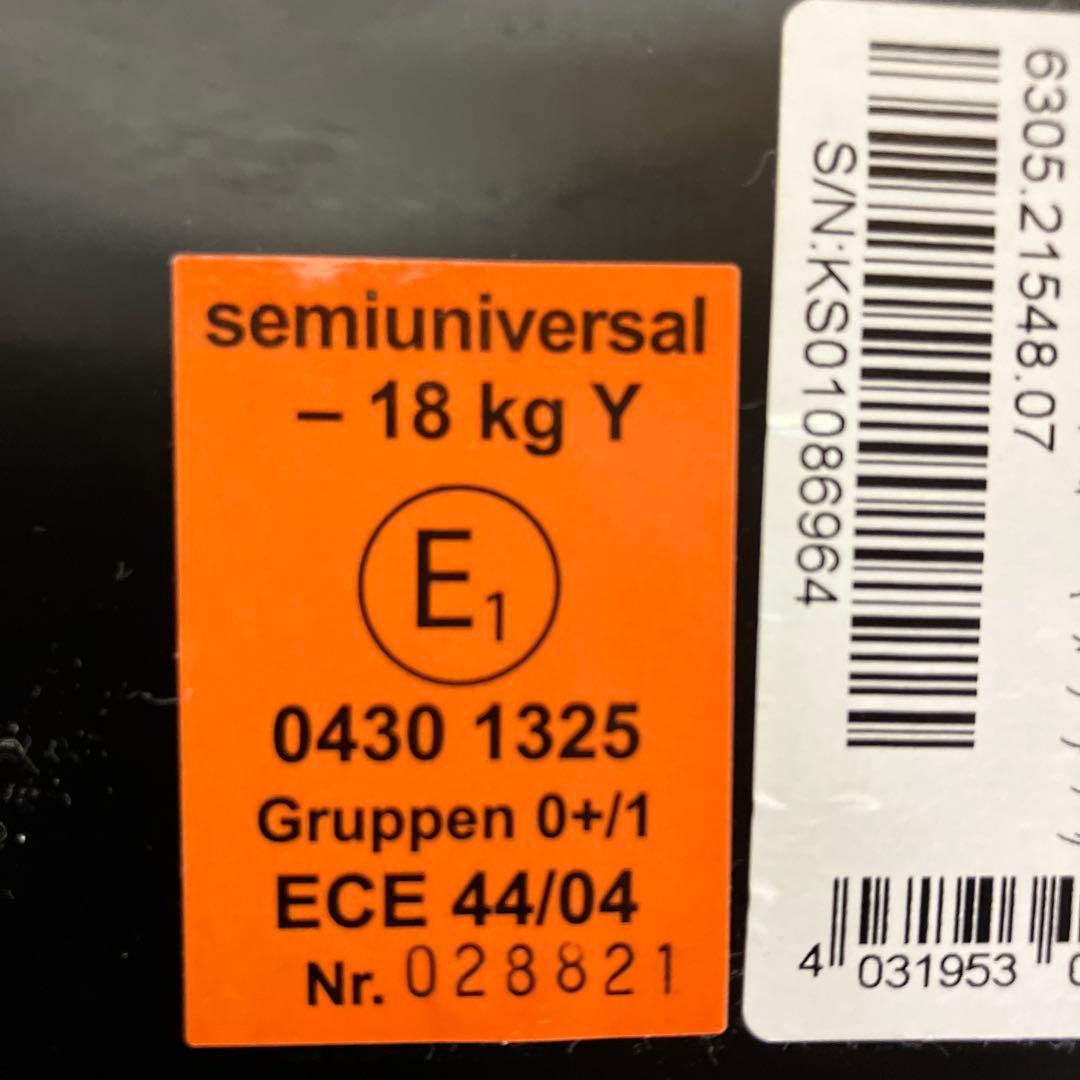 semiuniversal
– 18 kg Y
E1
0430 1325
Gruppen 0+/1
ECE 44/04
Nr. 028821
6305.21548.07
S/N:KS01086964
4 031953